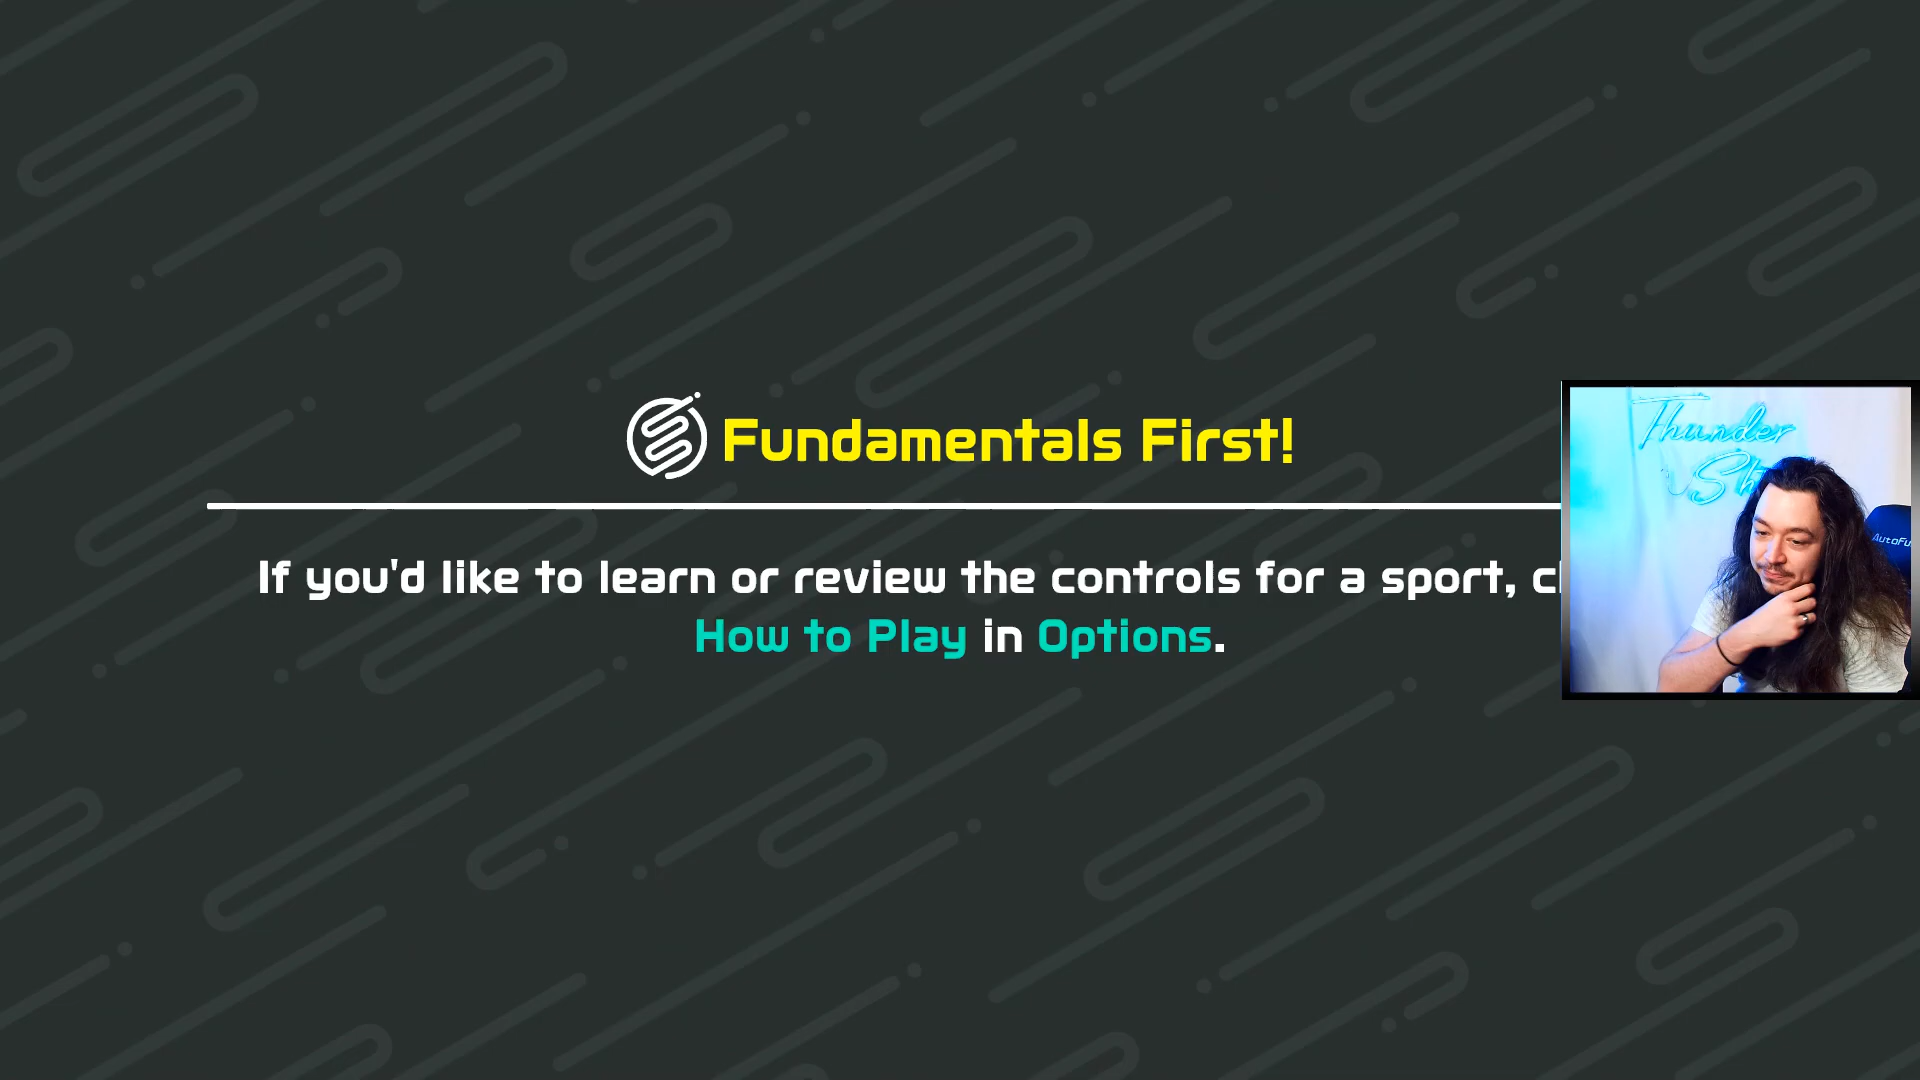 Fundamentals First!
If you'd like to learn or review the controls for a sport,
How to Play in Options.
Thunder